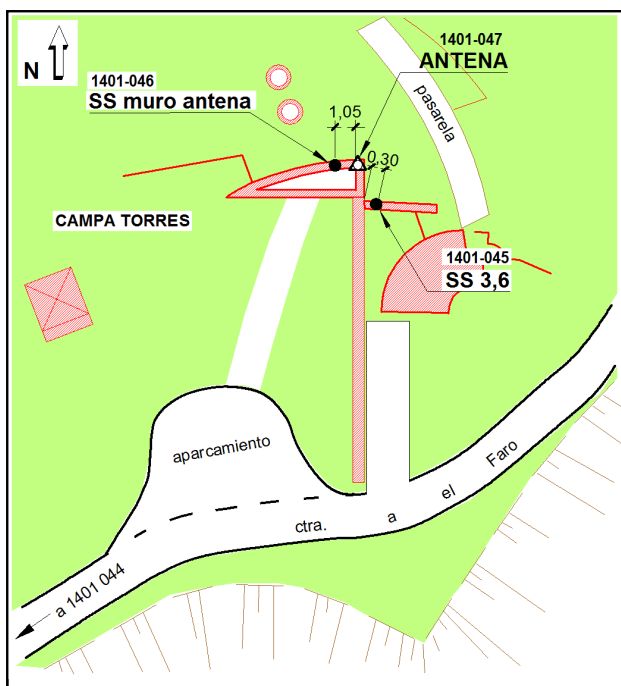 N
1401-047
ANTENA
1401-046
SS muro antena
1,05
pasarela
0,30
CAMPA TORRES
1401-045
SS 3,6
aparcamiento
ctra. a el Faro
a 1401 044